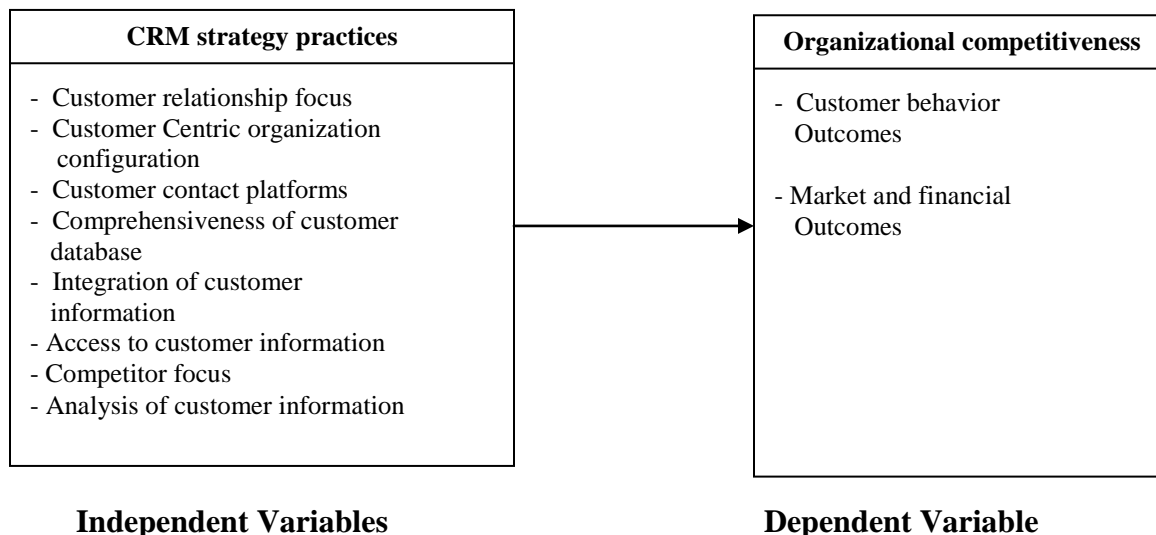 CRM strategy practices
- Customer relationship focus
- Customer Centric organization
configuration
- Customer contact platforms
- Comprehensiveness of customer
database
- Integration of customer
information
- Access to customer information
- Competitor focus
- Analysis of customer information
Organizational competitiveness
- Customer behavior
Outcomes
- Market and financial
Outcomes
Independent Variables
Dependent Variable